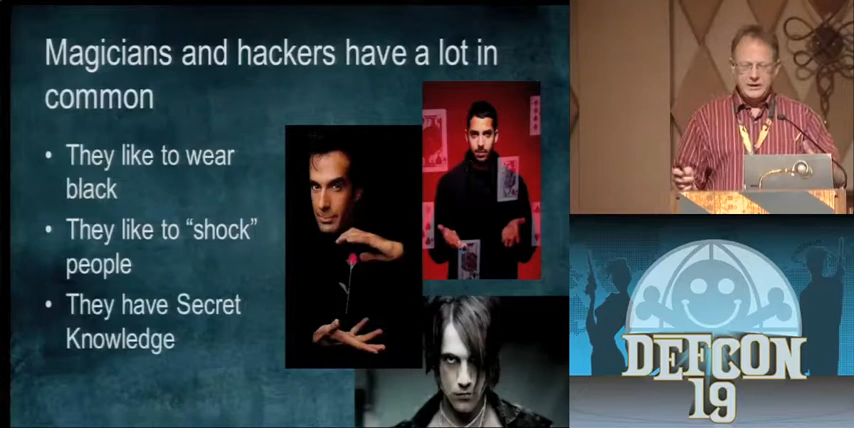 Magicians and hackers have a lot in
common
• They like to wear
black
• They like to “shock”
people
• They have Secret
Knowledge
DEFCON
19